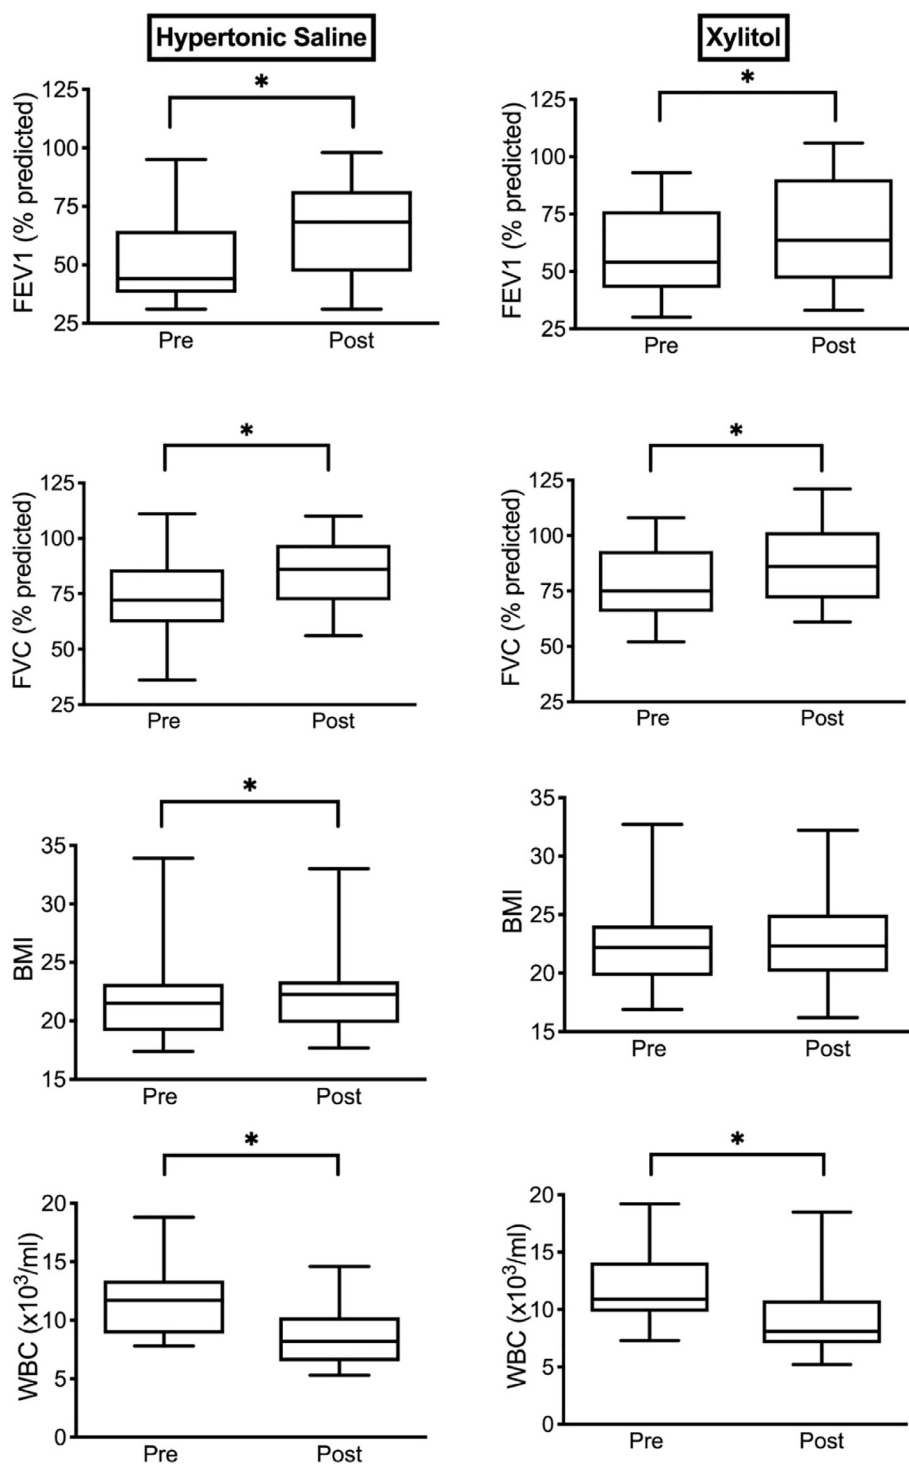 Hypertonic Saline
Xylitol
*
FEV1 (% predicted)
125
100
75
50
25
Pre Post
*
FEV1 (% predicted)
125
100
75
50
25
Pre Post
*
FVC (% predicted)
125
100
75
50
25
Pre Post
*
FVC (% predicted)
125
100
75
50
25
Pre Post
*
BMI
35
30
25
20
15
Pre Post
BMI
35
30
25
20
15
Pre Post
*
WBC (x10³/ml)
20
15
10
5
0
Pre Post
*
WBC (x10³/ml)
20
15
10
5
0
Pre Post